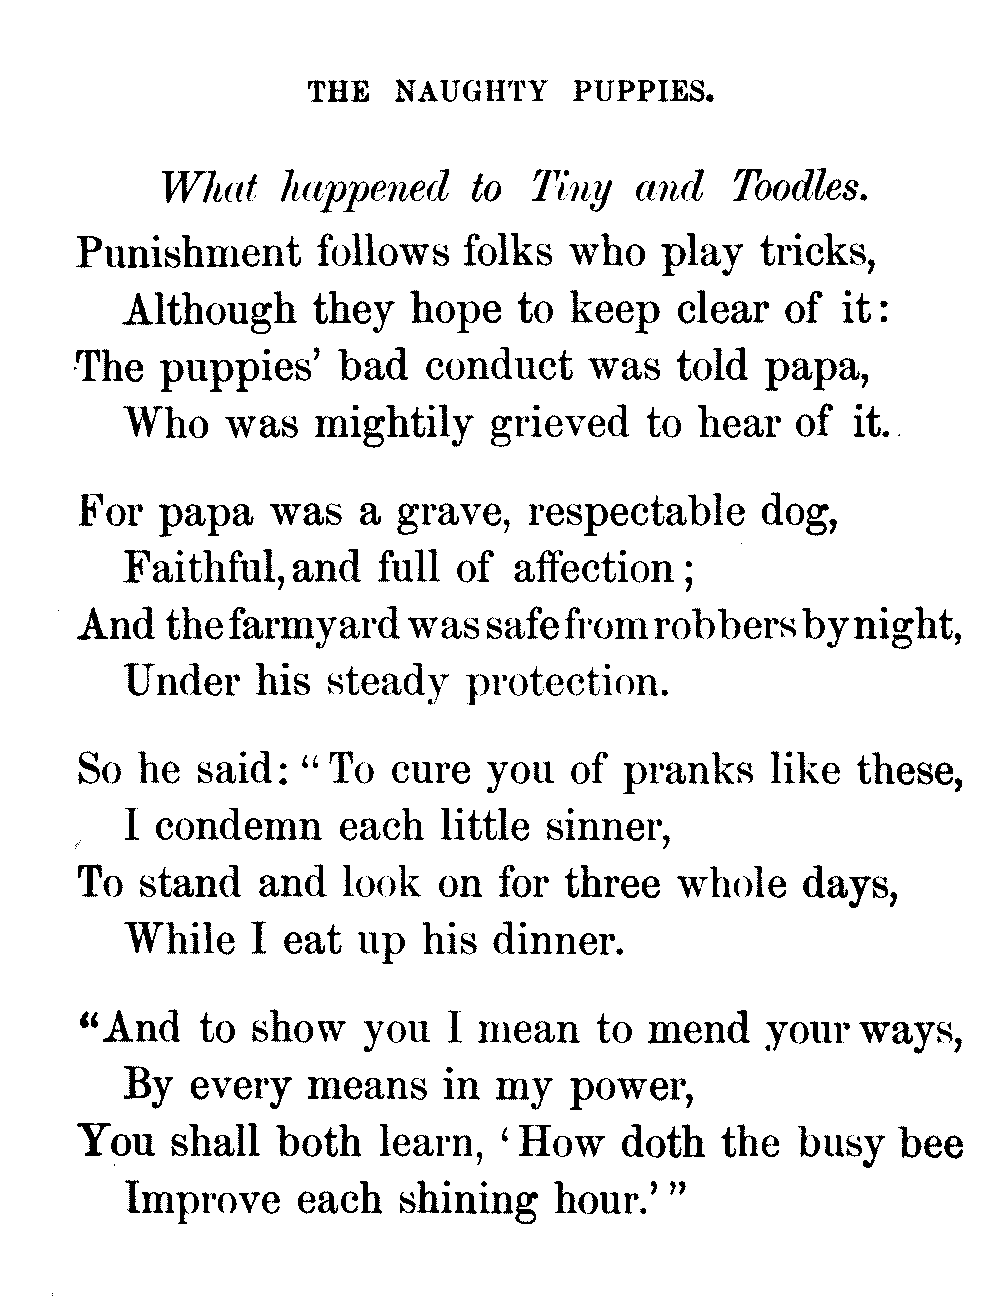 THE NAUGHTY PUPPIES.
What happened to Tiny and Toodles.
Punishment follows folks who play tricks,
Although they hope to keep clear of it:
The puppies' bad conduct was told papa,
Who was mightily grieved to hear of it.
For papa was a grave, respectable dog,
Faithful, and full of affection;
And the farmyard was safe from robbers by night,
Under his steady protection.
So he said: “To cure you of pranks like these,
I condemn each little sinner,
To stand and look on for three whole days,
While I eat up his dinner.
“And to show you I mean to mend your ways,
By every means in my power,
You shall both learn, ‘How doth the busy bee
Improve each shining hour.’”